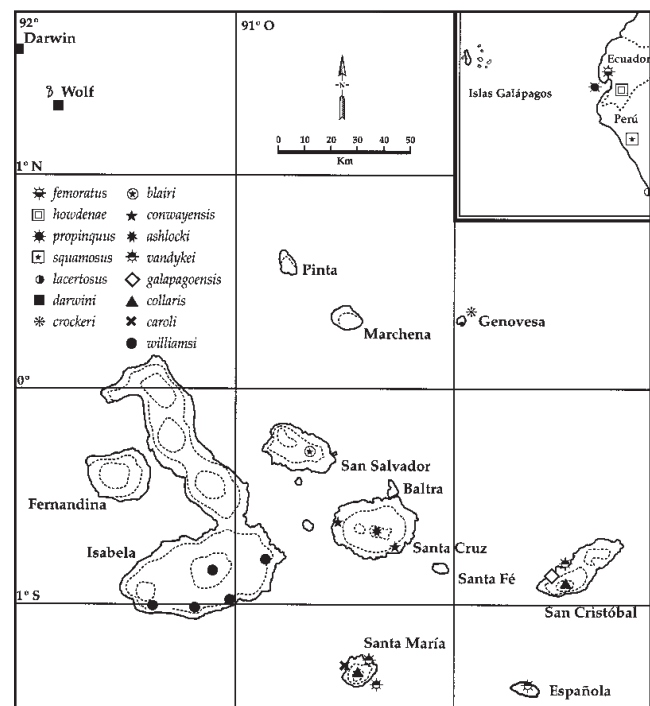 92°
91° O
Darwin
Wolf
N
0 10 20 30 40 50
Km
Ecuador
Islas Galápagos
Perú
1° N
femoratus
howdenae
propinquus
squamosus
lacertosus
darwini
crockeri
blairi
conwayensis
ashlocki
vandykei
galapagoensis
collaris
caroli
williamsi
Pinta
Marchena
Genovesa
0°
San Salvador
Baltra
Fernandina
Isabela
Santa Cruz
Santa Fé
1° S
San Cristóbal
Santa María
Española